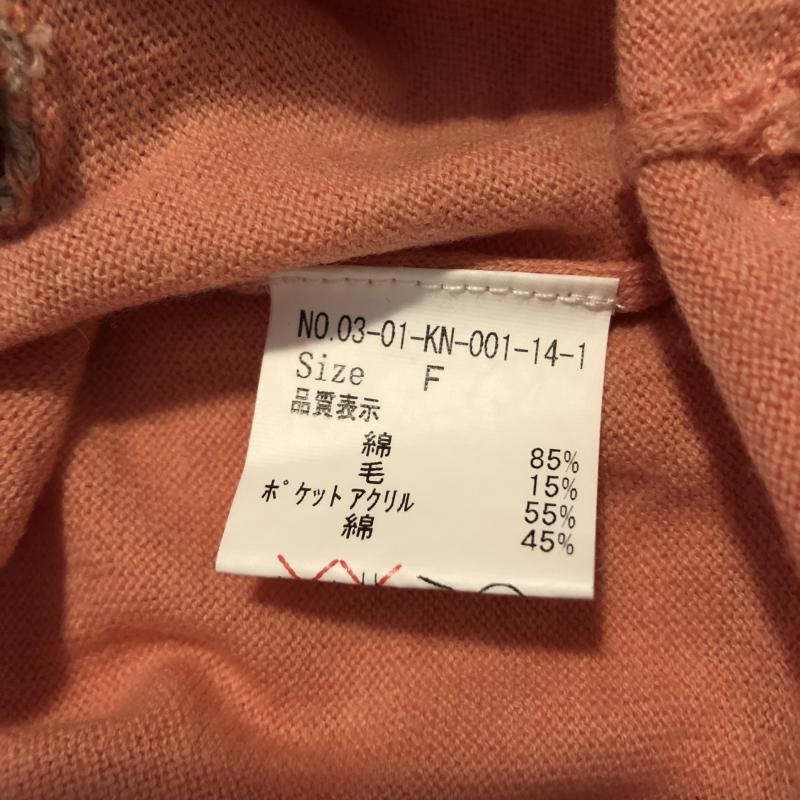 NO.03-01-KN-001-14-1
Size F
品質表示
綿 85%
毛 15%
ポケットアクリル 55%
綿 45%